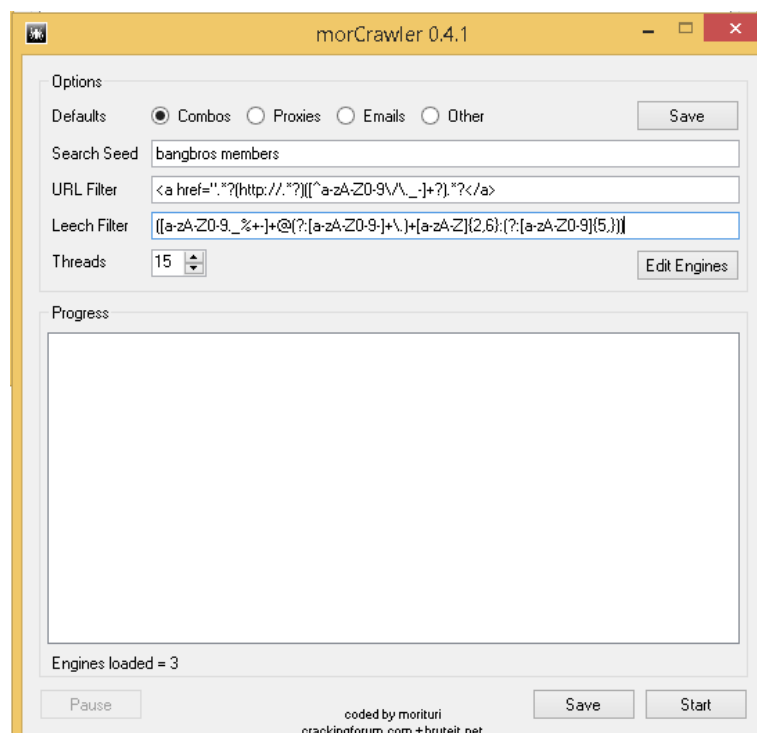 morCrawler 0.4.1
Options
Defaults Combos Proxies Emails Other Save
Search Seed bangbros members
URL Filter <a href=".*?(http://.*?)([^a-zA-Z0-9\/\._-]+?).*?</a>
Leech Filter ([a-zA-Z0-9._%+-]+@(?:[a-zA-Z0-9-]+\.)+[a-zA-Z]{2,6}:(?:[a-zA-Z0-9]{5,}))
Threads 15 Edit Engines
Progress
Engines loaded = 3
Pause Save Start
coded by morituri
crackingforum.com + bruteit.net